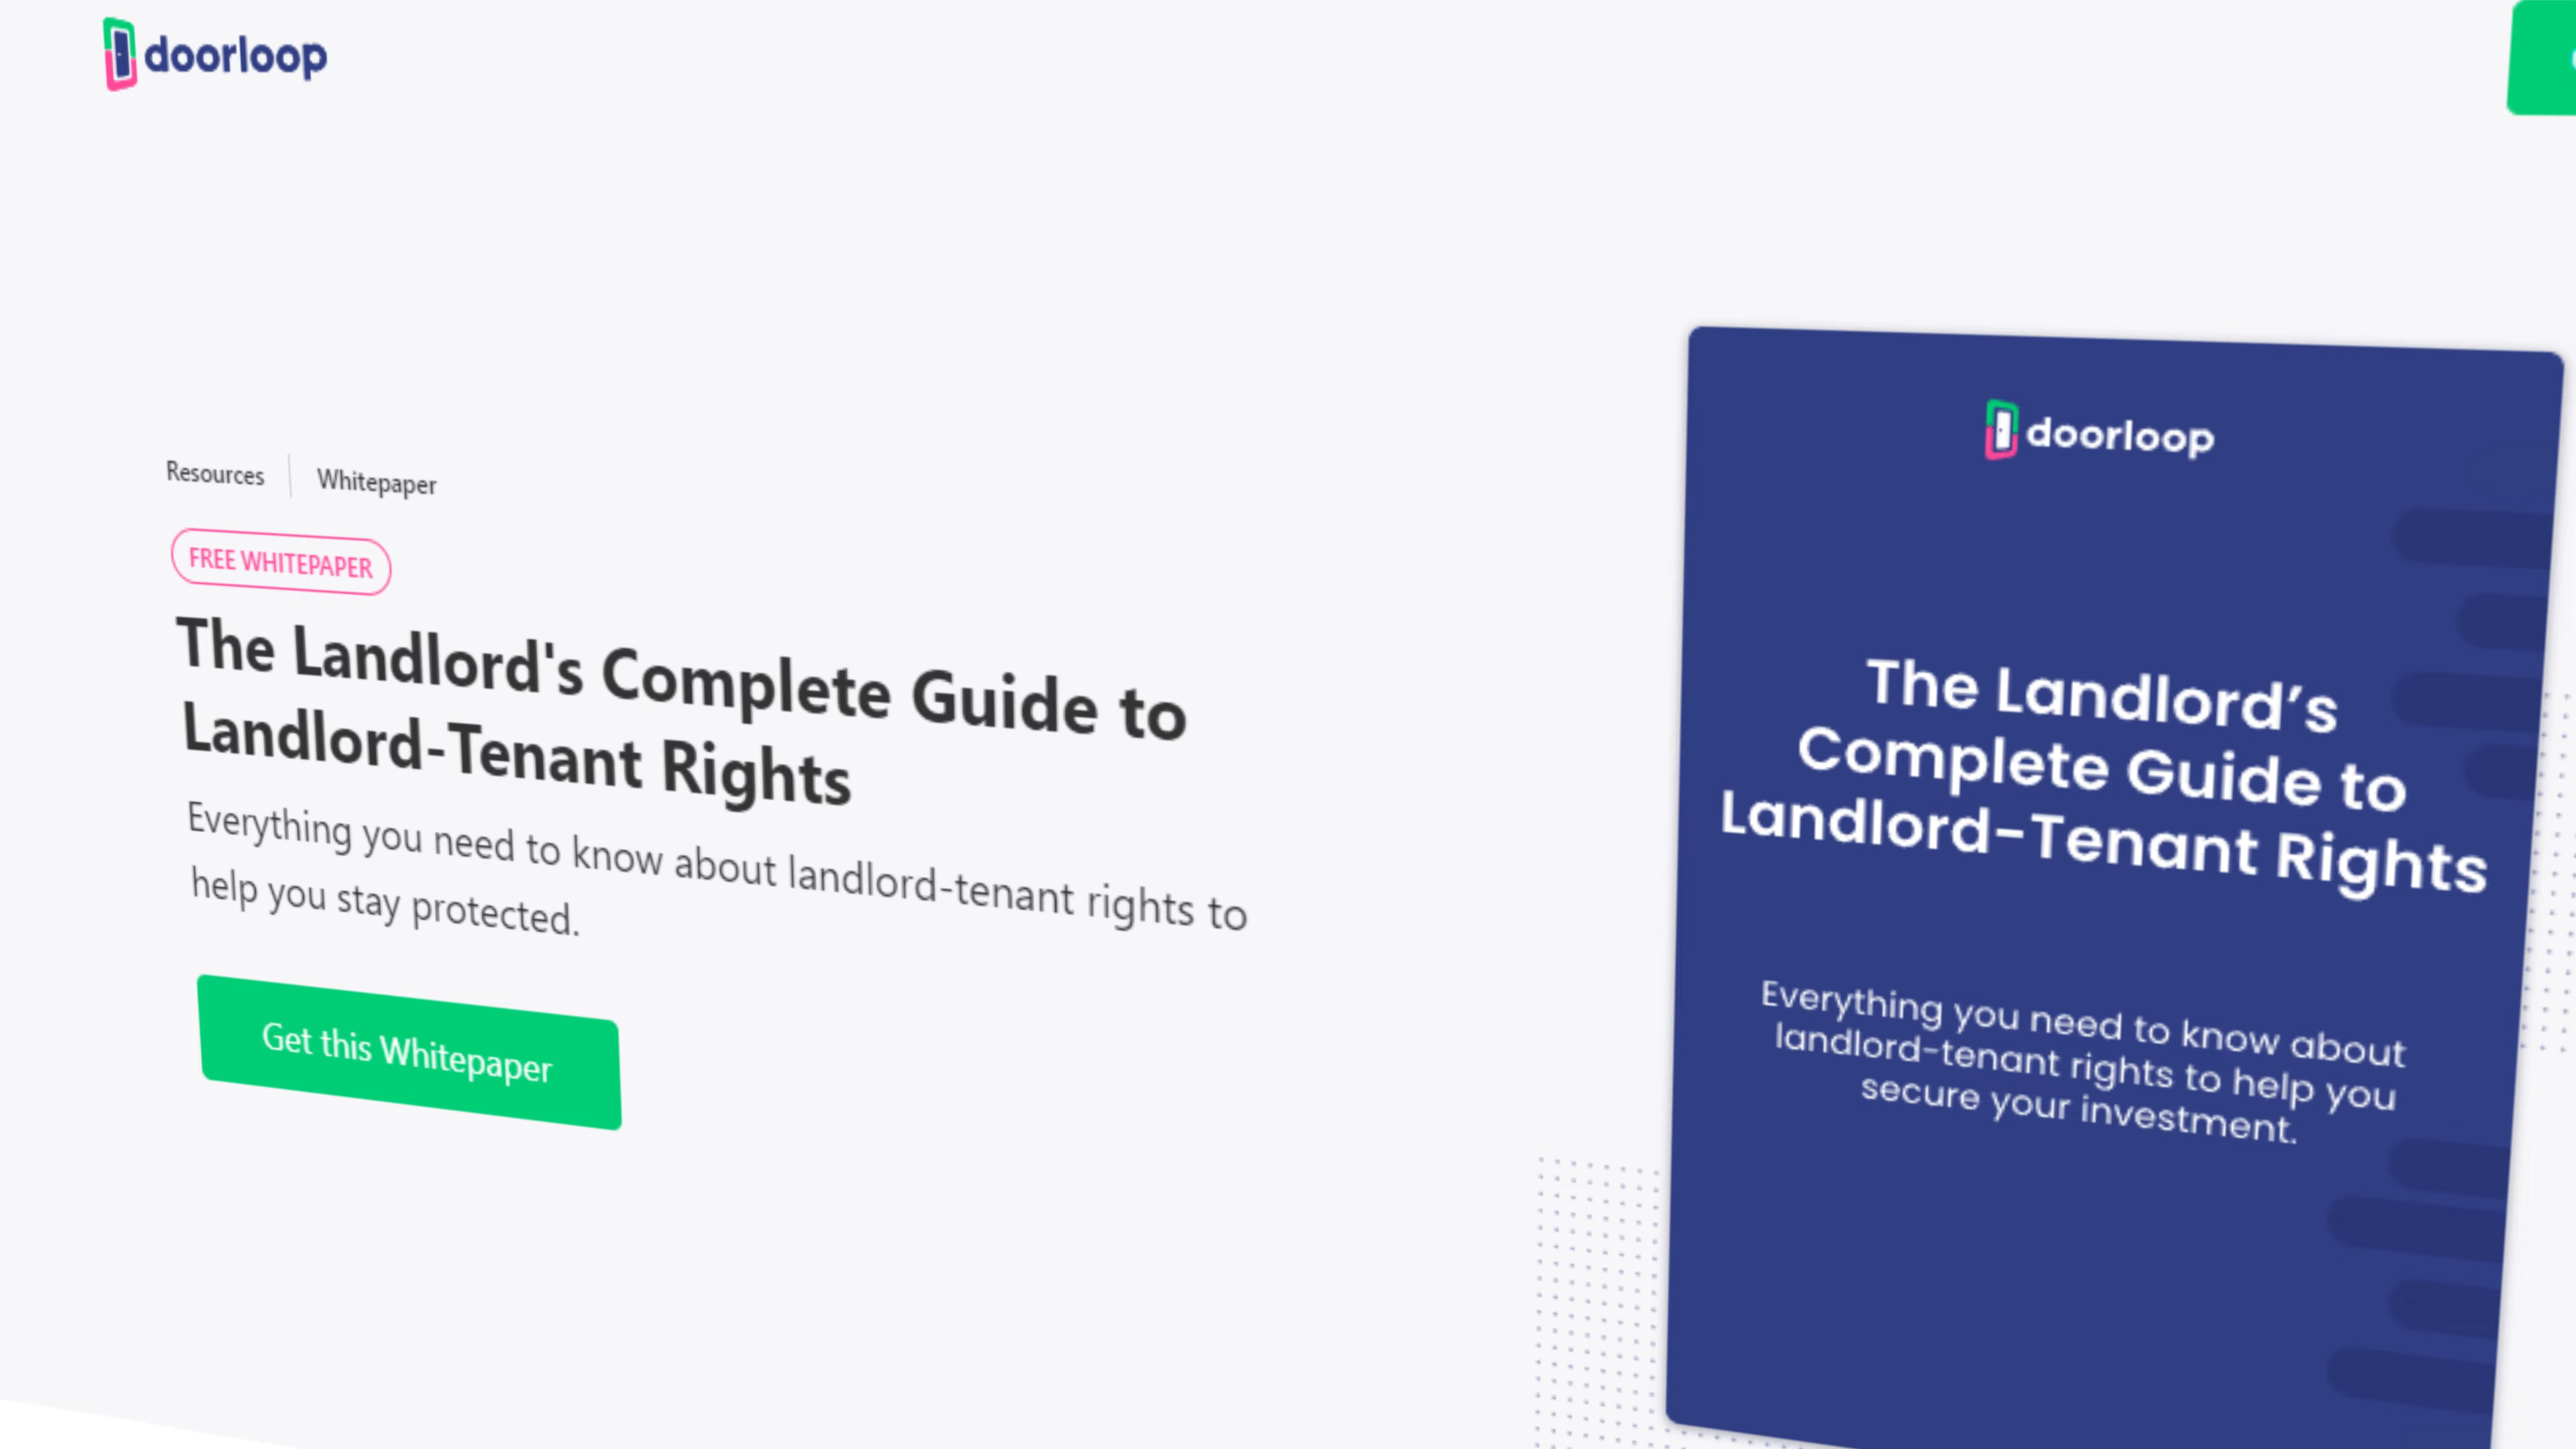 doorloop
Resources
Whitepaper
FREE WHITEPAPER
The Landlord's Complete Guide to
Landlord-Tenant Rights
Everything you need to know about landlord-tenant rights to
help you stay protected.
Get this Whitepaper
doorloop
The Landlord’s
Complete Guide to
Landlord-Tenant Rights
Everything you need to know about
landlord-tenant rights to help you
secure your investment.